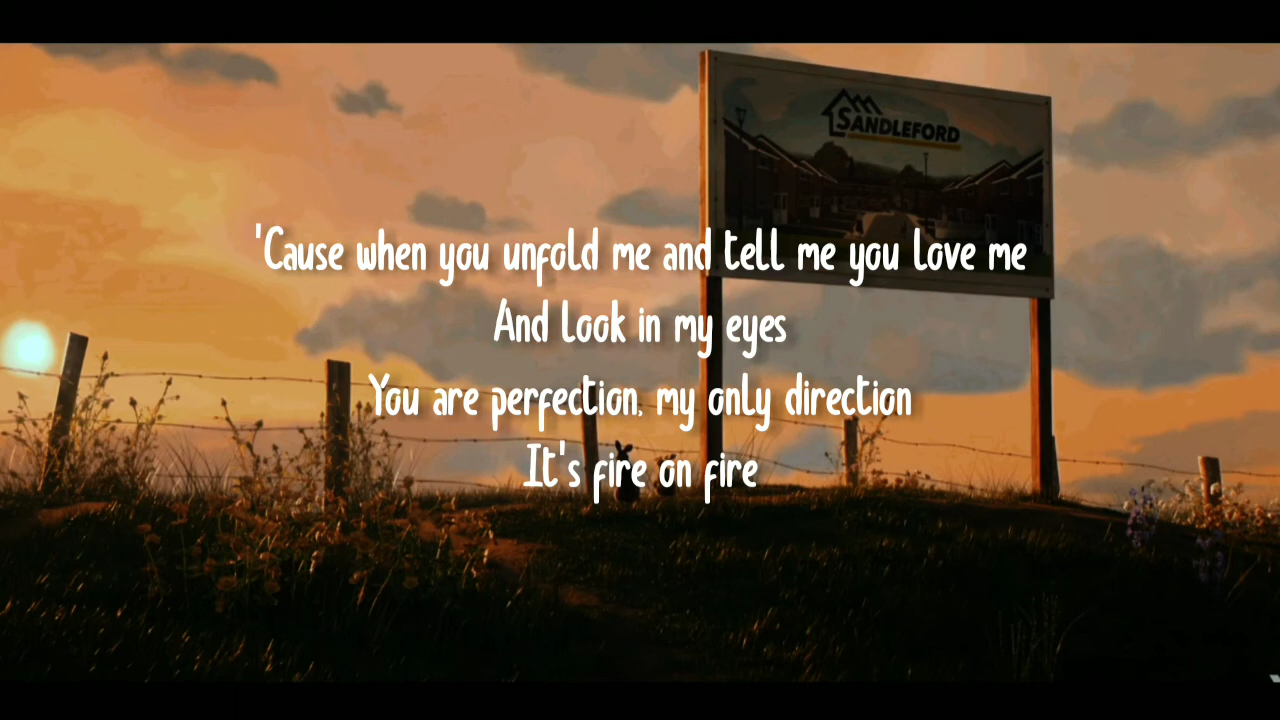 SANDLEFORD
'Cause when you unfold me and tell me you love me
And look in my eyes
You are perfection, my only direction
It's fire on fire